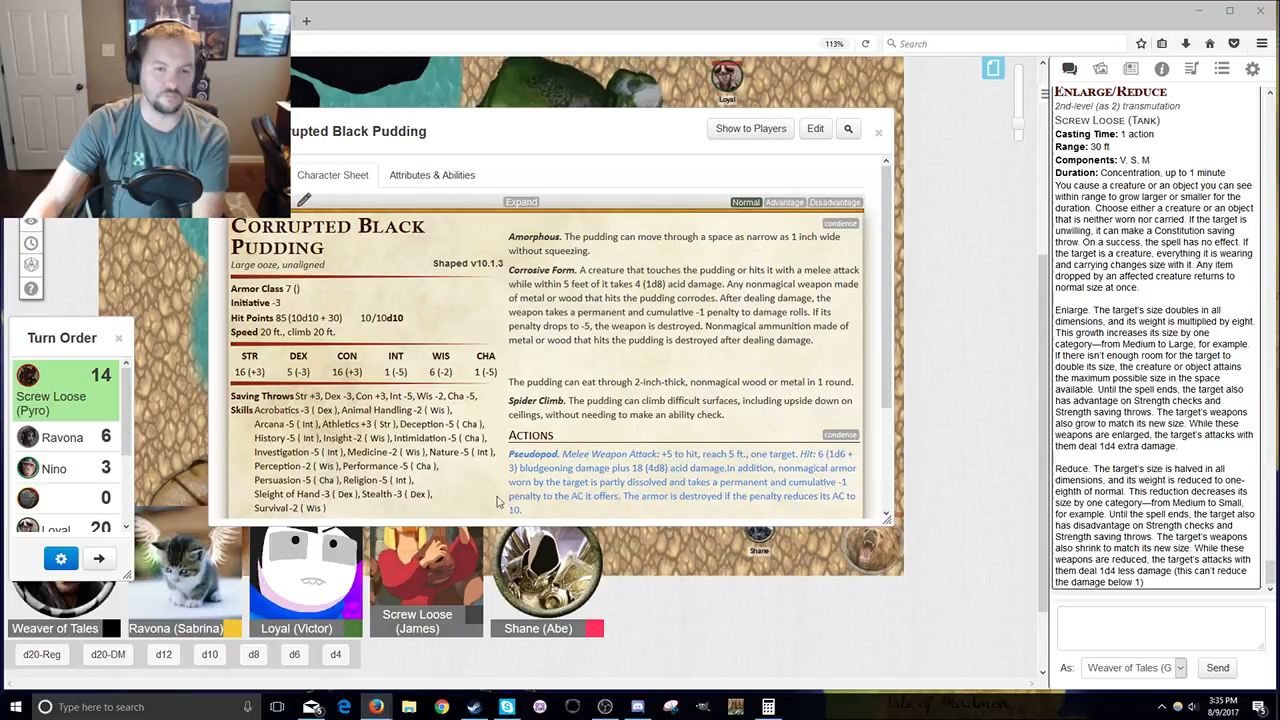 113%
Search
Loyal
rupted Black Pudding
Show to Players
Edit
Character Sheet
Attributes & Abilities
Expand
Normal
Advantage
Disadvantage
CORRUPTED BLACK
PUDDING
Large ooze, unaligned
Shaped v10.1.3
Armor Class 7 ()
Initiative -3
Hit Points 85 (10d10 + 30) 10/10d10
Speed 20 ft., climb 20 ft.
STR DEX CON INT WIS CHA
16 (+3) 5 (-3) 16 (+3) 1 (-5) 6 (-2) 1 (-5)
Saving Throws Str +3, Dex -3, Con +3, Int -5, Wis -2, Cha -5,
Skills Acrobatics -3 ( Dex ), Animal Handling -2 ( Wis ),
Arcana -5 ( Int ), Athletics +3 ( Str ), Deception -5 ( Cha ),
History -5 ( Int ), Insight -2 ( Wis ), Intimidation -5 ( Cha ),
Investigation -5 ( Int ), Medicine -2 ( Wis ), Nature -5 ( Int ),
Perception -2 ( Wis ), Performance -5 ( Cha ),
Persuasion -5 ( Cha ), Religion -5 ( Int ),
Sleight of Hand -3 ( Dex ), Stealth -3 ( Dex ),
Survival -2 ( Wis )
condense
Amorphous. The pudding can move through a space as narrow as 1 inch wide
without squeezing.
Corrosive Form. A creature that touches the pudding or hits it with a melee attack
while within 5 feet of it takes 4 (1d8) acid damage. Any nonmagical weapon made
of metal or wood that hits the pudding corrodes. After dealing damage, the
weapon takes a permanent and cumulative -1 penalty to damage rolls. If its
penalty drops to -5, the weapon is destroyed. Nonmagical ammunition made of
metal or wood that hits the pudding is destroyed after dealing damage.
The pudding can eat through 2-inch-thick, nonmagical wood or metal in 1 round.
Spider Climb. The pudding can climb difficult surfaces, including upside down on
ceilings, without needing to make an ability check.
ACTIONS
condense
Pseudopod. Melee Weapon Attack: +5 to hit, reach 5 ft., one target. Hit: 6 (1d6 +
3) bludgeoning damage plus 18 (4d8) acid damage.In addition, nonmagical armor
worn by the target is partly dissolved and takes a permanent and cumulative -1
penalty to the AC it offers. The armor is destroyed if the penalty reduces its AC to
10.
Turn Order
14
Screw Loose
(Pyro)
Ravona 6
Nino 3
0
Loyal 20
Shane
Weaver of Tales
Ravona (Sabrina)
Loyal (Victor)
Screw Loose
(James)
Shane (Abe)
d20-Reg
d20-DM
d12
d10
d8
d6
d4
ENLARGE/REDUCE
2nd-level (as 2) transmutation
SCREW LOOSE (TANK)
Casting Time: 1 action
Range: 30 ft
Components: V, S, M
Duration: Concentration, up to 1 minute
You cause a creature or an object you can see
within range to grow larger or smaller for the
duration. Choose either a creature or an object
that is neither worn nor carried. If the target is
unwilling, it can make a Constitution saving
throw. On a success, the spell has no effect. If
the target is a creature, everything it is wearing
and carrying changes size with it. Any item
dropped by an affected creature returns to
normal size at once.
Enlarge. The target's size doubles in all
dimensions, and its weight is multiplied by eight.
This growth increases its size by one
category—from Medium to Large, for example.
If there isn't enough room for the target to
double its size, the creature or object attains
the maximum possible size in the space
available. Until the spell ends, the target also
has advantage on Strength checks and
Strength saving throws. The target's weapons
also grow to match its new size. While these
weapons are enlarged, the target's attacks with
them deal 1d4 extra damage.
Reduce. The target's size is halved in all
dimensions, and its weight is reduced to one-
eighth of normal. This reduction decreases its
size by one category—from Medium to Small,
for example. Until the spell ends, the target also
has disadvantage on Strength checks and
Strength saving throws. The target's weapons
also shrink to match its new size. While these
weapons are reduced, the target's attacks with
them deal 1d4 less damage (this can't reduce
the damage below 1)
As:
Weaver of Tales (G
Send
Type here to search
Isle of Madmen
3:35 PM
8/9/2017